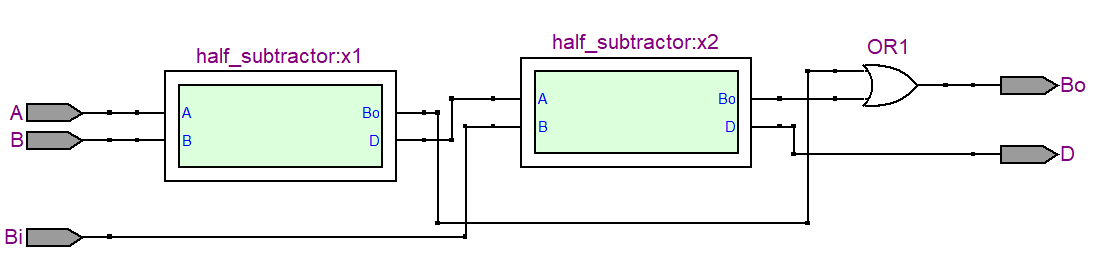 half_subtractor:x1
half_subtractor:x2
OR1
A
B
Bi
A
B
Bo
D
A
B
Bo
D
Bo
D